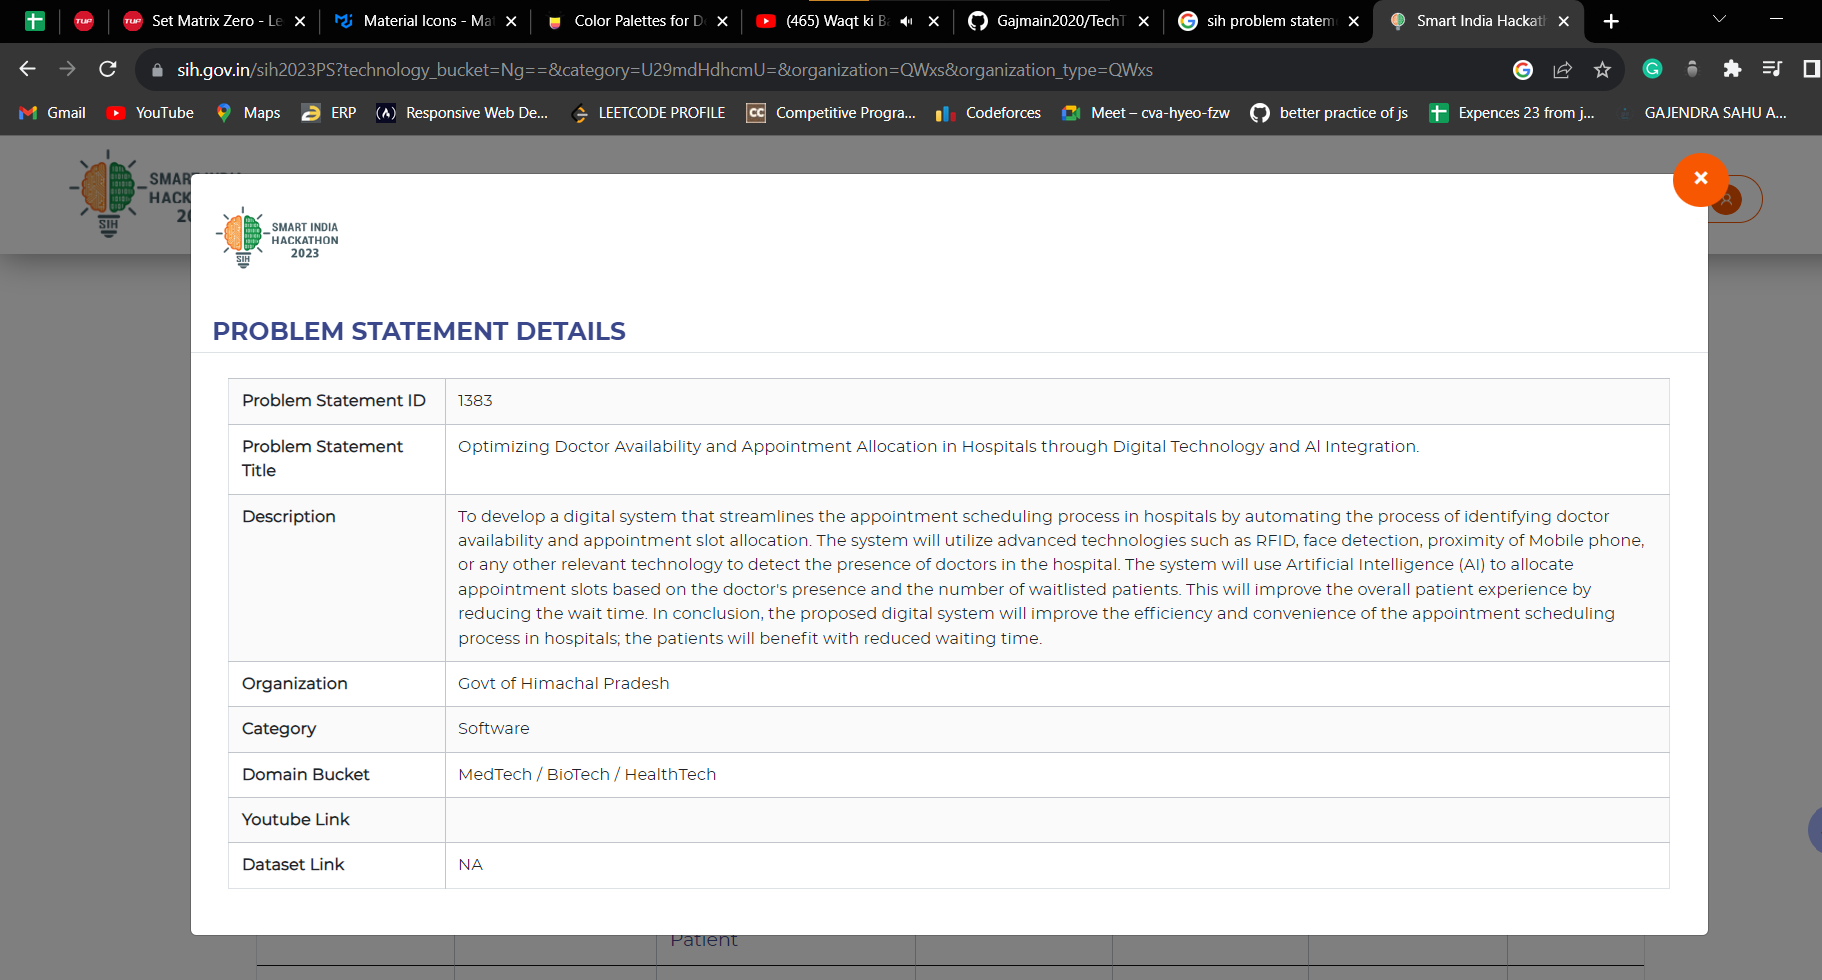 TUF
TUF Set Matrix Zero - Le
Material Icons - Mat
Color Palettes for D
(465) Waqt ki Ba
Gajmain2020/TechT
sih problem statem
Smart India Hackath
sih.gov.in/sih2023PS?technology_bucket=Ng==&category=U29mdHdhcmU=&organization=QWxs&organization_type=QWxs
Gmail YouTube Maps ERP Responsive Web De... LEETCODE PROFILE CC Competitive Progra... Codeforces Meet – cva-hyeo-fzw better practice of js Expences 23 from j... GAJENDRA SAHU A...
SMAR
HACK
SIH
SMART INDIA
HACKATHON
2023
SIH
PROBLEM STATEMENT DETAILS
Problem Statement ID 1383
Problem Statement Title Optimizing Doctor Availability and Appointment Allocation in Hospitals through Digital Technology and AI Integration.
Description To develop a digital system that streamlines the appointment scheduling process in hospitals by automating the process of identifying doctor
availability and appointment slot allocation. The system will utilize advanced technologies such as RFID, face detection, proximity of Mobile phone,
or any other relevant technology to detect the presence of doctors in the hospital. The system will use Artificial Intelligence (AI) to allocate
appointment slots based on the doctor's presence and the number of waitlisted patients. This will improve the overall patient experience by
reducing the wait time. In conclusion, the proposed digital system will improve the efficiency and convenience of the appointment scheduling
process in hospitals; the patients will benefit with reduced waiting time.
Organization Govt of Himachal Pradesh
Category Software
Domain Bucket MedTech / BioTech / HealthTech
Youtube Link
Dataset Link NA
Patient